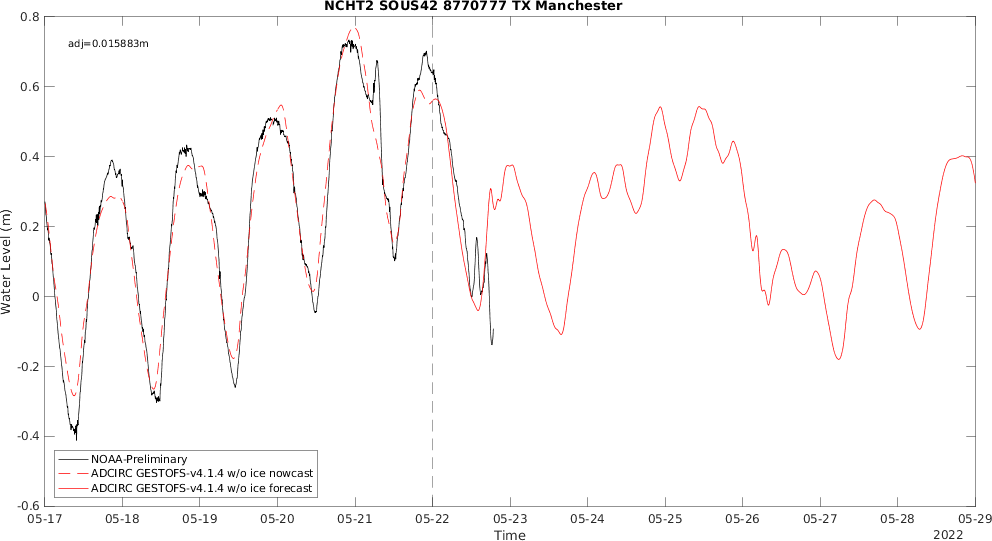 NCHT2 SOUS42 8770777 TX Manchester
adj=0.015883m
0.8
0.6
0.4
0.2
0
-0.2
-0.4
-0.6
Water Level (m)
NOAA-Preliminary
ADCIRC GESTOFS-v4.1.4 w/o ice nowcast
ADCIRC GESTOFS-v4.1.4 w/o ice forecast
05-17 05-18 05-19 05-20 05-21 05-22 05-23 05-24 05-25 05-26 05-27 05-28 05-29
Time
2022